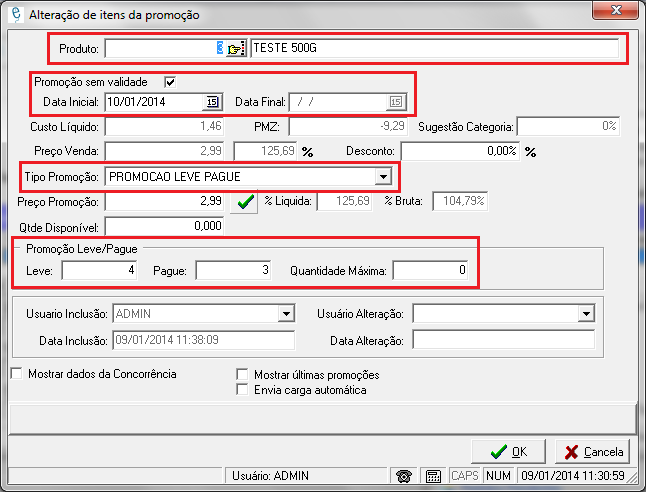 Alteração de itens da promoção
Produto: 3 TESTE 500G
Promoção sem validade
Data Inicial: 10/01/2014 15 Data Final: / / 15
Custo Líquido: 1,46 PMZ: -9,29 Sugestão Categoria: 0%
Preço Venda: 2,99 125,69 % Desconto: 0,00% %
Tipo Promoção: PROMOCAO LEVE PAGUE
Preço Promoção: 2,99 % Liquida: 125,69 % Bruta: 104,79%
Qtde Disponível: 0,000
Promoção Leve/Pague
Leve: 4 Pague: 3 Quantidade Máxima: 0
Usuario Inclusão: ADMIN Usuário Alteração:
Data Inclusão: 09/01/2014 11:38:09 Data Alteração:
Mostrar dados da Concorrência Mostrar últimas promoções
Envia carga automática
OK Cancela
Usuário: ADMIN CAPS NUM 09/01/2014 11:30:59